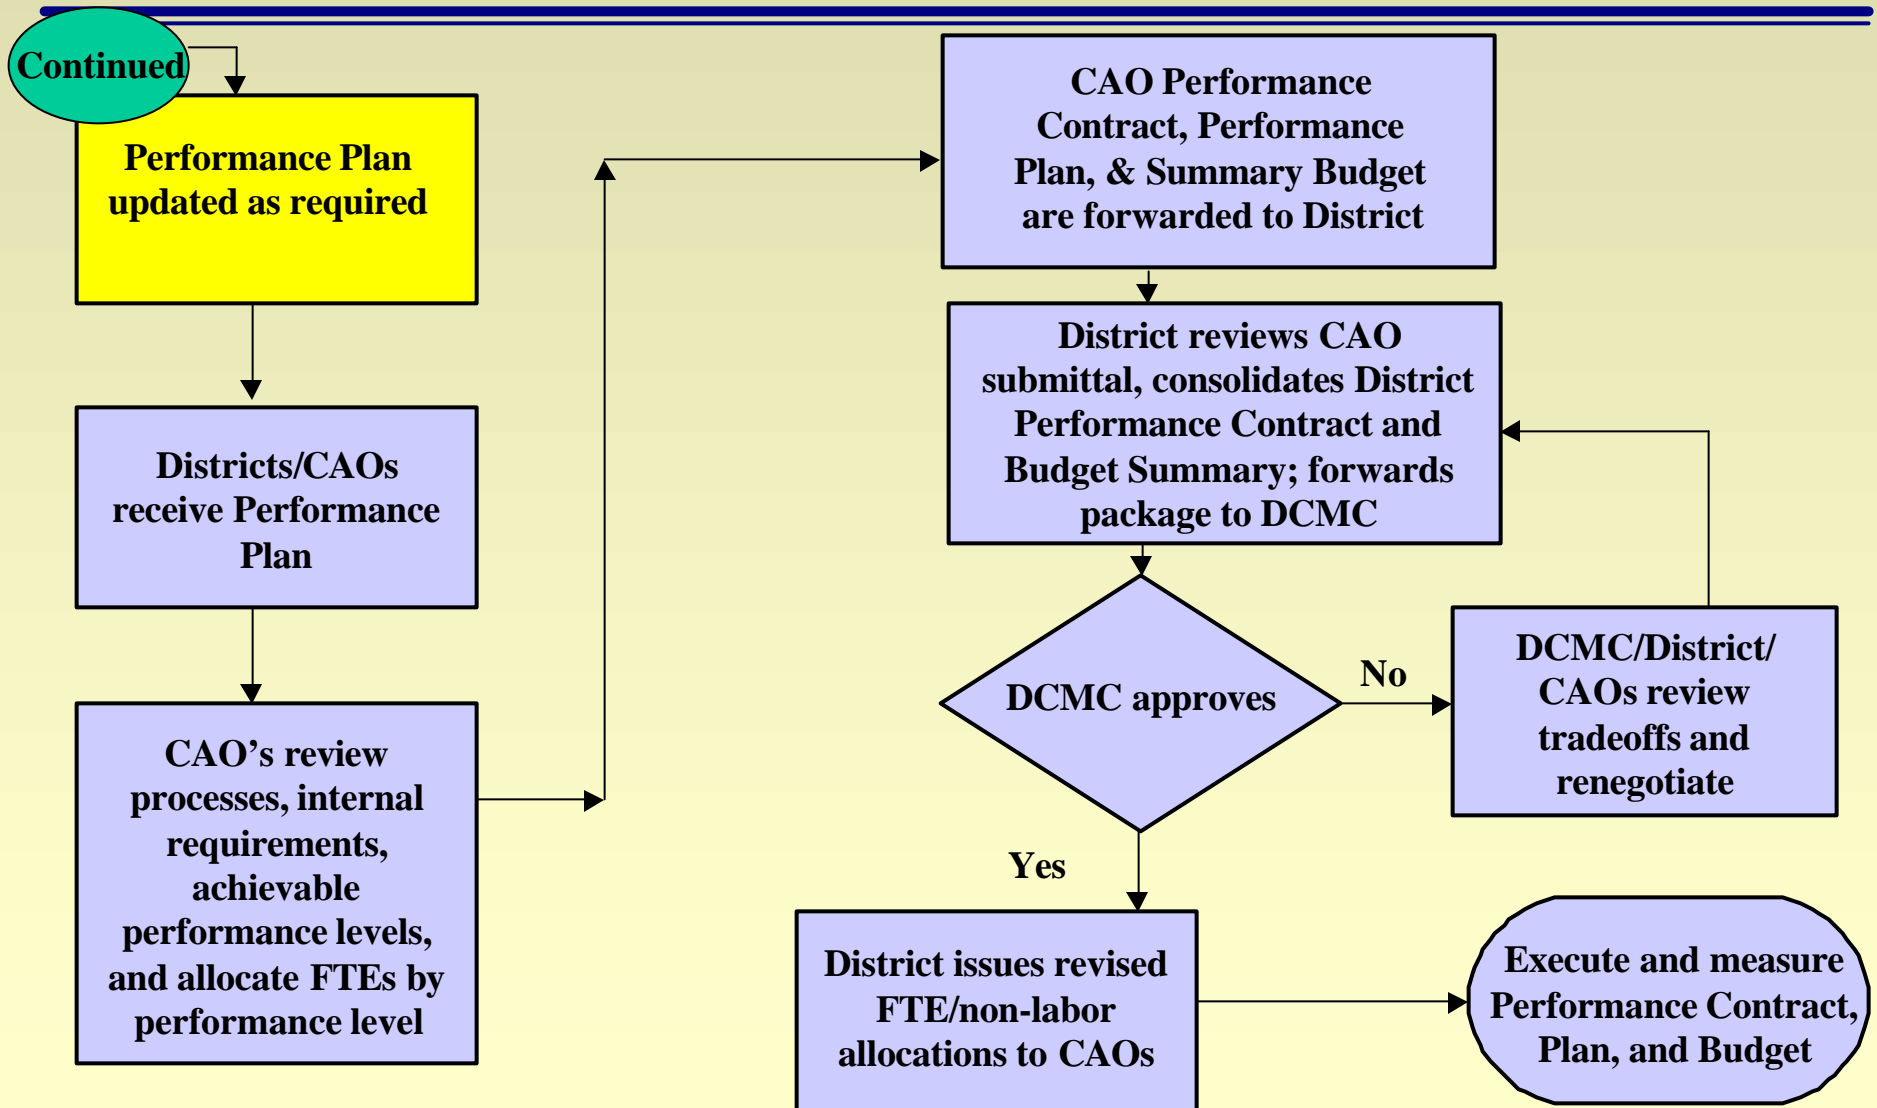 Continued
Performance Plan
updated as required
Districts/CAOs
receive Performance
Plan
CAO’s review
processes, internal
requirements,
achievable
performance levels,
and allocate FTEs by
performance level
CAO Performance
Contract, Performance
Plan, & Summary Budget
are forwarded to District
District reviews CAO
submittal, consolidates District
Performance Contract and
Budget Summary; forwards
package to DCMC
DCMC approves
No
DCMC/District/
CAOs review
tradeoffs and
renegotiate
Yes
District issues revised
FTE/non-labor
allocations to CAOs
Execute and measure
Performance Contract,
Plan, and Budget